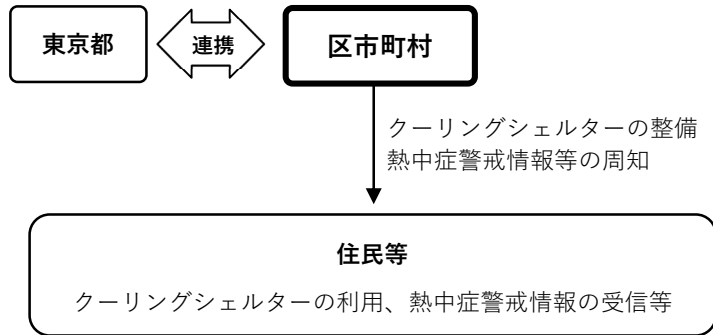 東京都
連携
区市町村
クーリングシェルターの整備
熱中症警戒情報等の周知
住民等
クーリングシェルターの利用、熱中症警戒情報の受信等